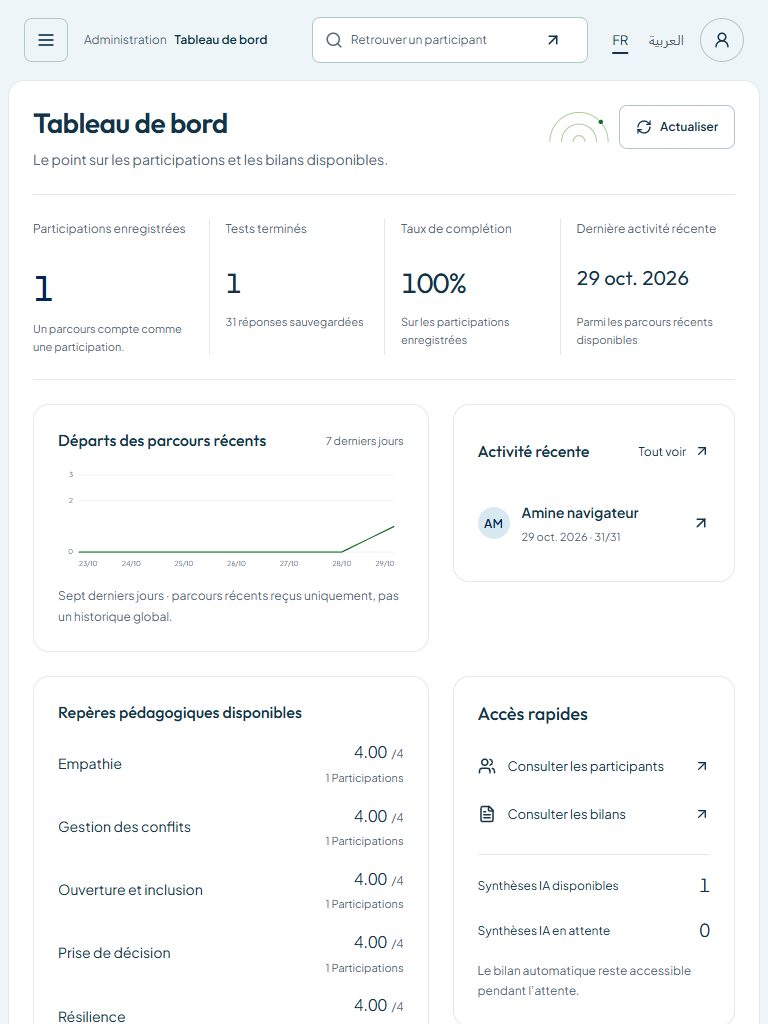 Administration Tableau de bord
Retrouver un participant
FR
العربية
Tableau de bord
Le point sur les participations et les bilans disponibles.
Actualiser
Participations enregistrées
1
Un parcours compte comme
une participation.
Tests terminés
1
31 réponses sauvegardées
Taux de complétion
100%
Sur les participations
enregistrées
Dernière activité récente
29 oct. 2026
Parmi les parcours récents
disponibles
Départs des parcours récents
7 derniers jours
3
2
0
23/10 24/10 25/10 26/10 27/10 28/10 29/10
Sept derniers jours · parcours récents reçus uniquement, pas
un historique global.
Activité récente
Tout voir
AM
Amine navigateur
29 oct. 2026 · 31/31
Repères pédagogiques disponibles
Empathie
4.00 /4
1 Participations
Gestion des conflits
4.00 /4
1 Participations
Ouverture et inclusion
4.00 /4
1 Participations
Prise de décision
4.00 /4
1 Participations
Résilience
4.00 /4
Accès rapides
Consulter les participants
Consulter les bilans
Synthèses IA disponibles
1
Synthèses IA en attente
0
Le bilan automatique reste accessible
pendant l'attente.